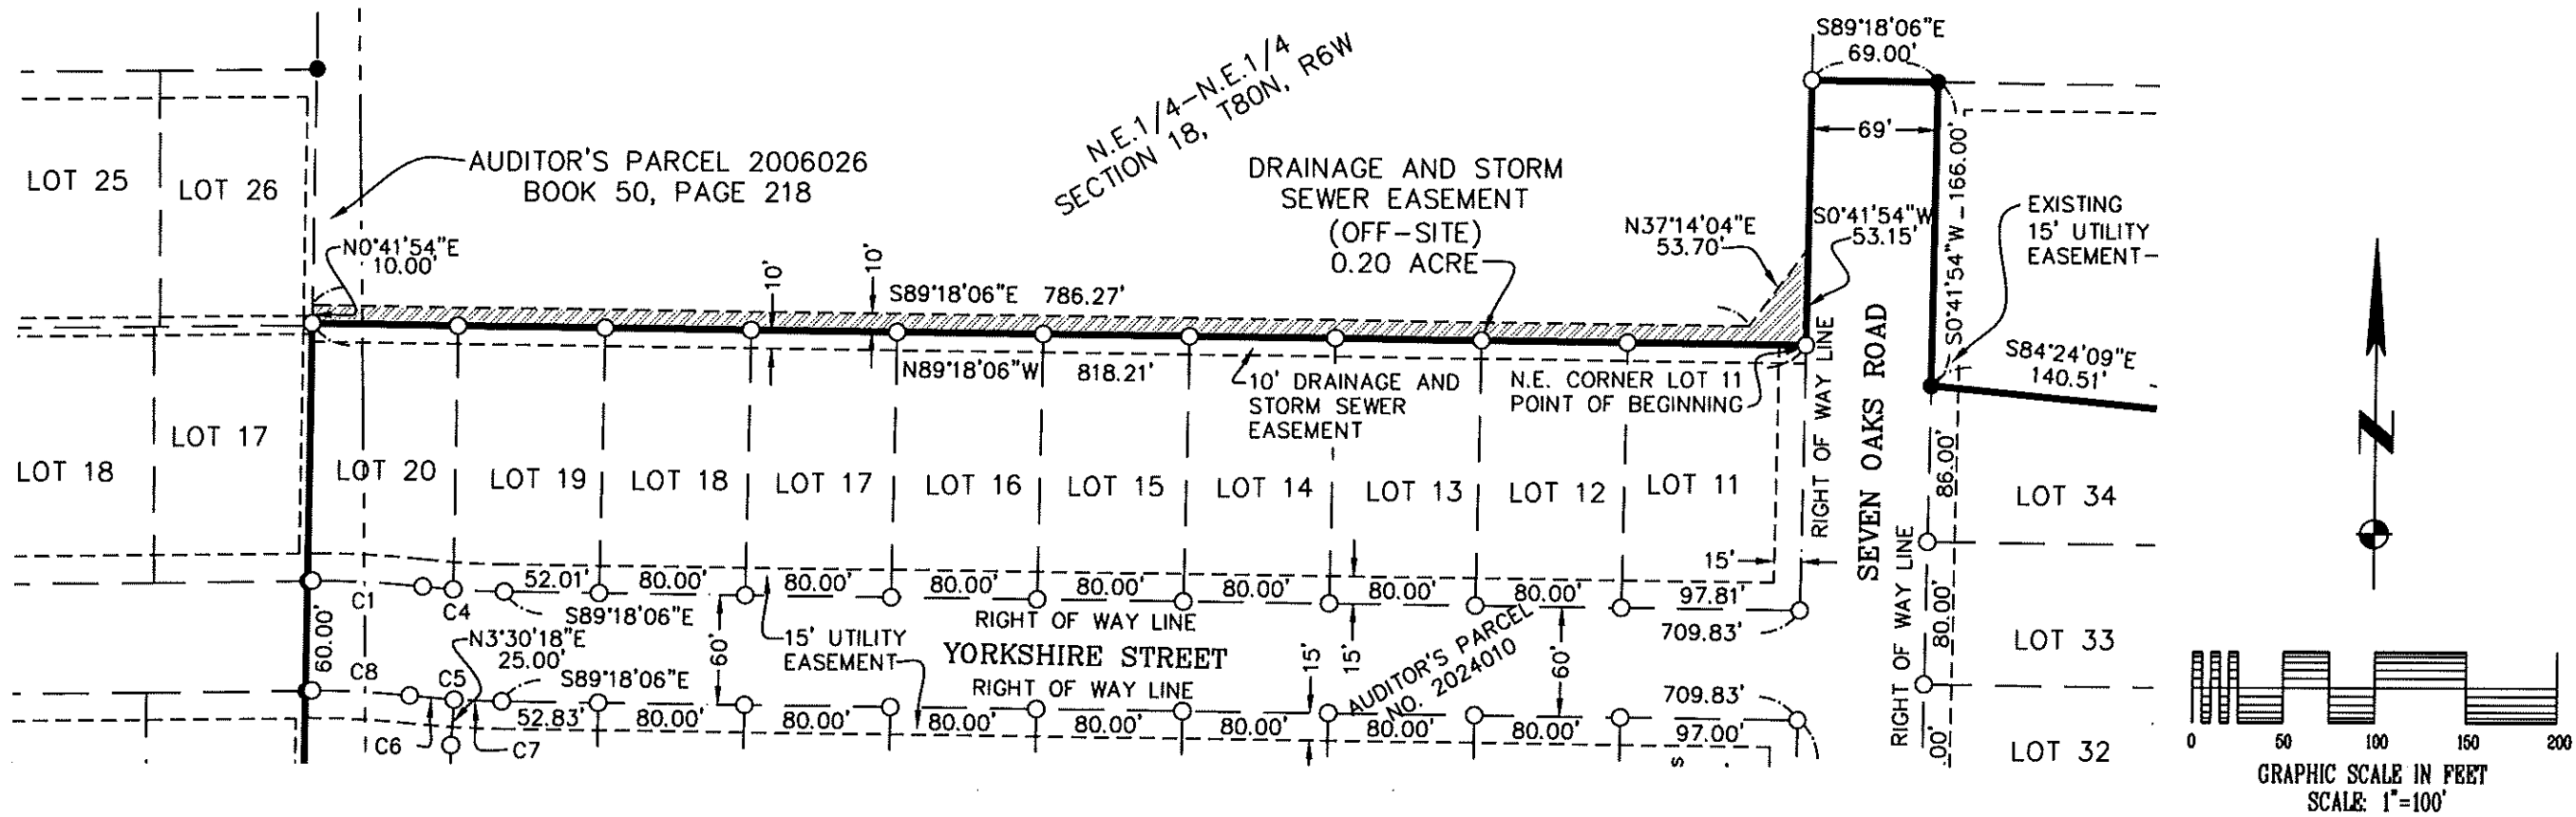 S89°18'06"E
69.00'
N.E.1/4-N.E.1/4
SECTION 18, T80N, R6W
69'
LOT 25
LOT 26
AUDITOR'S PARCEL 2006026
BOOK 50, PAGE 218
DRAINAGE AND STORM
SEWER EASEMENT
(OFF-SITE)
0.20 ACRE
N37°14'04"E
53.70'
S0°41'54"W
53.15'
S0°41'54"W 166.00'
EXISTING
15' UTILITY
EASEMENT
N0°41'54"E
10.00'
10'
10'
S89°18'06"E 786.27'
N89°18'06"W 818.21'
10' DRAINAGE AND
STORM SEWER
EASEMENT
N.E. CORNER LOT 11
POINT OF BEGINNING
RIGHT OF WAY LINE
SEVEN OAKS ROAD
S84°24'09"E
140.51'
LOT 18
LOT 17
LOT 20
LOT 19
LOT 18
LOT 17
LOT 16
LOT 15
LOT 14
LOT 13
LOT 12
LOT 11
86.00'
LOT 34
15'
RIGHT OF WAY LINE
C1
C4
52.01'
80.00'
80.00'
80.00'
80.00'
80.00'
80.00'
80.00'
97.81'
S89°18'06"E
RIGHT OF WAY LINE
709.83'
60.00'
N3°30'18"E
25.00'
60'
15' UTILITY
EASEMENT
YORKSHIRE STREET
15'
15'
AUDITOR'S PARCEL
NO. 2024010
60'
80.00'
LOT 33
C8
C5
S89°18'06"E
RIGHT OF WAY LINE
709.83'
C6
C7
52.83'
80.00'
80.00'
80.00'
80.00'
80.00'
80.00'
80.00'
97.00'
S
.00'
LOT 32
N
0 50 100 150 200
GRAPHIC SCALE IN FEET
SCALE: 1"=100'